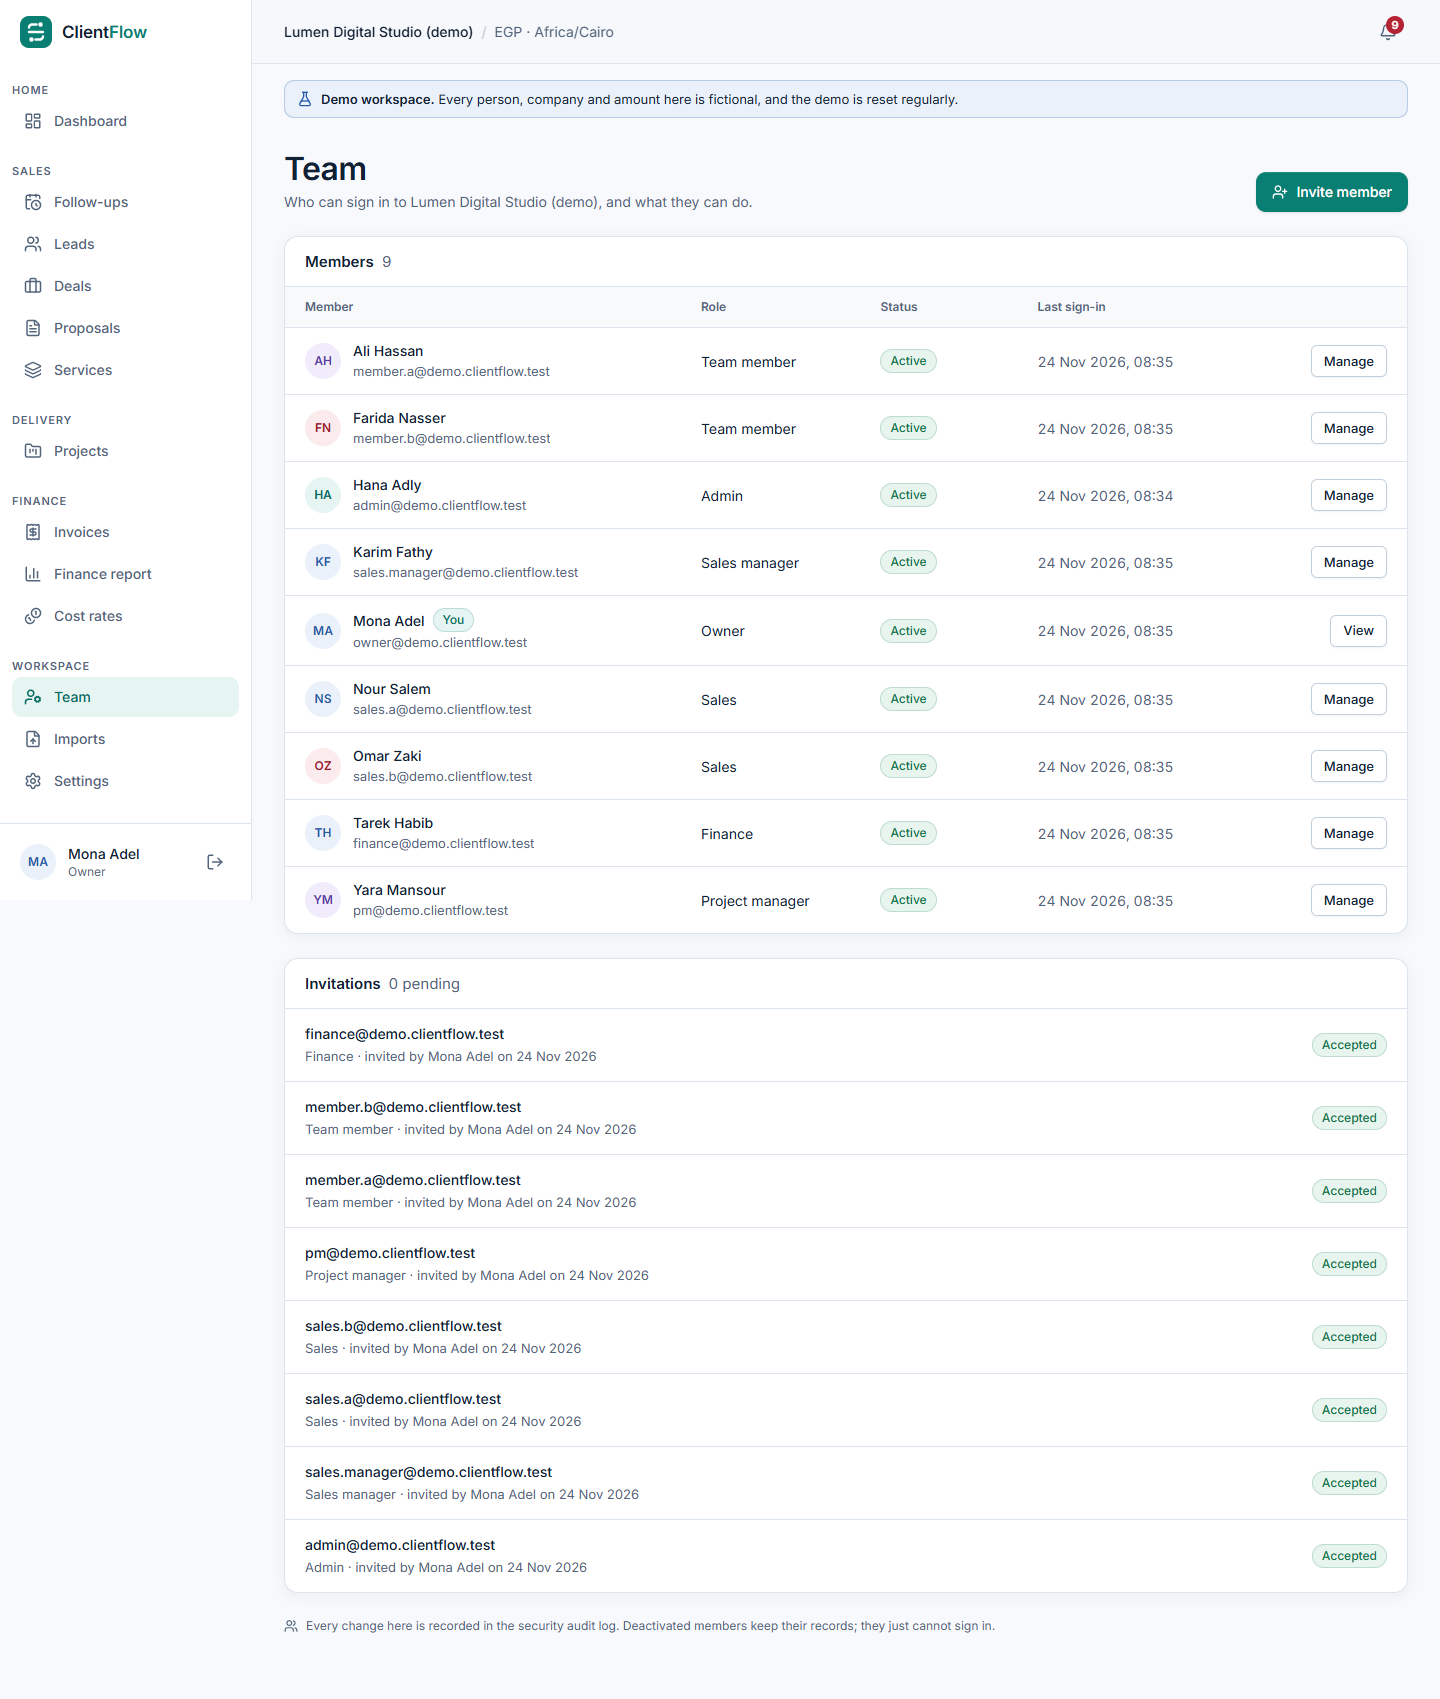 ClientFlow
HOME
Dashboard
SALES
Follow-ups
Leads
Deals
Proposals
Services
DELIVERY
Projects
FINANCE
Invoices
Finance report
Cost rates
WORKSPACE
Team
Imports
Settings
MA
Mona Adel
Owner
Lumen Digital Studio (demo) / EGP · Africa/Cairo
9
Demo workspace. Every person, company and amount here is fictional, and the demo is reset regularly.
Team
Who can sign in to Lumen Digital Studio (demo), and what they can do.
Invite member
Members 9
Member Role Status Last sign-in
AH Ali Hassan
member.a@demo.clientflow.test
Team member Active 24 Nov 2026, 08:35 Manage
FN Farida Nasser
member.b@demo.clientflow.test
Team member Active 24 Nov 2026, 08:35 Manage
HA Hana Adly
admin@demo.clientflow.test
Admin Active 24 Nov 2026, 08:34 Manage
KF Karim Fathy
sales.manager@demo.clientflow.test
Sales manager Active 24 Nov 2026, 08:35 Manage
MA Mona Adel You
owner@demo.clientflow.test
Owner Active 24 Nov 2026, 08:35 View
NS Nour Salem
sales.a@demo.clientflow.test
Sales Active 24 Nov 2026, 08:35 Manage
OZ Omar Zaki
sales.b@demo.clientflow.test
Sales Active 24 Nov 2026, 08:35 Manage
TH Tarek Habib
finance@demo.clientflow.test
Finance Active 24 Nov 2026, 08:35 Manage
YM Yara Mansour
pm@demo.clientflow.test
Project manager Active 24 Nov 2026, 08:35 Manage
Invitations 0 pending
finance@demo.clientflow.test
Finance · invited by Mona Adel on 24 Nov 2026
Accepted
member.b@demo.clientflow.test
Team member · invited by Mona Adel on 24 Nov 2026
Accepted
member.a@demo.clientflow.test
Team member · invited by Mona Adel on 24 Nov 2026
Accepted
pm@demo.clientflow.test
Project manager · invited by Mona Adel on 24 Nov 2026
Accepted
sales.b@demo.clientflow.test
Sales · invited by Mona Adel on 24 Nov 2026
Accepted
sales.a@demo.clientflow.test
Sales · invited by Mona Adel on 24 Nov 2026
Accepted
sales.manager@demo.clientflow.test
Sales manager · invited by Mona Adel on 24 Nov 2026
Accepted
admin@demo.clientflow.test
Admin · invited by Mona Adel on 24 Nov 2026
Accepted
Every change here is recorded in the security audit log. Deactivated members keep their records; they just cannot sign in.